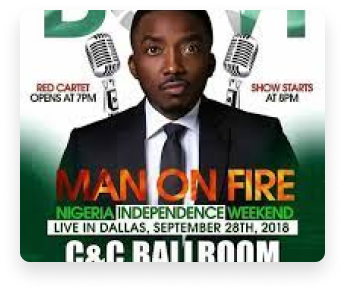 RED CARTET
OPENS AT 7PM
SHOW STARTS
AT 8PM
MAN ON FIRE
NIGERIA INDEPENDENCE WEEKEND
LIVE IN DALLAS, SEPTEMBER 28TH, 2018
C&C BALLROOM